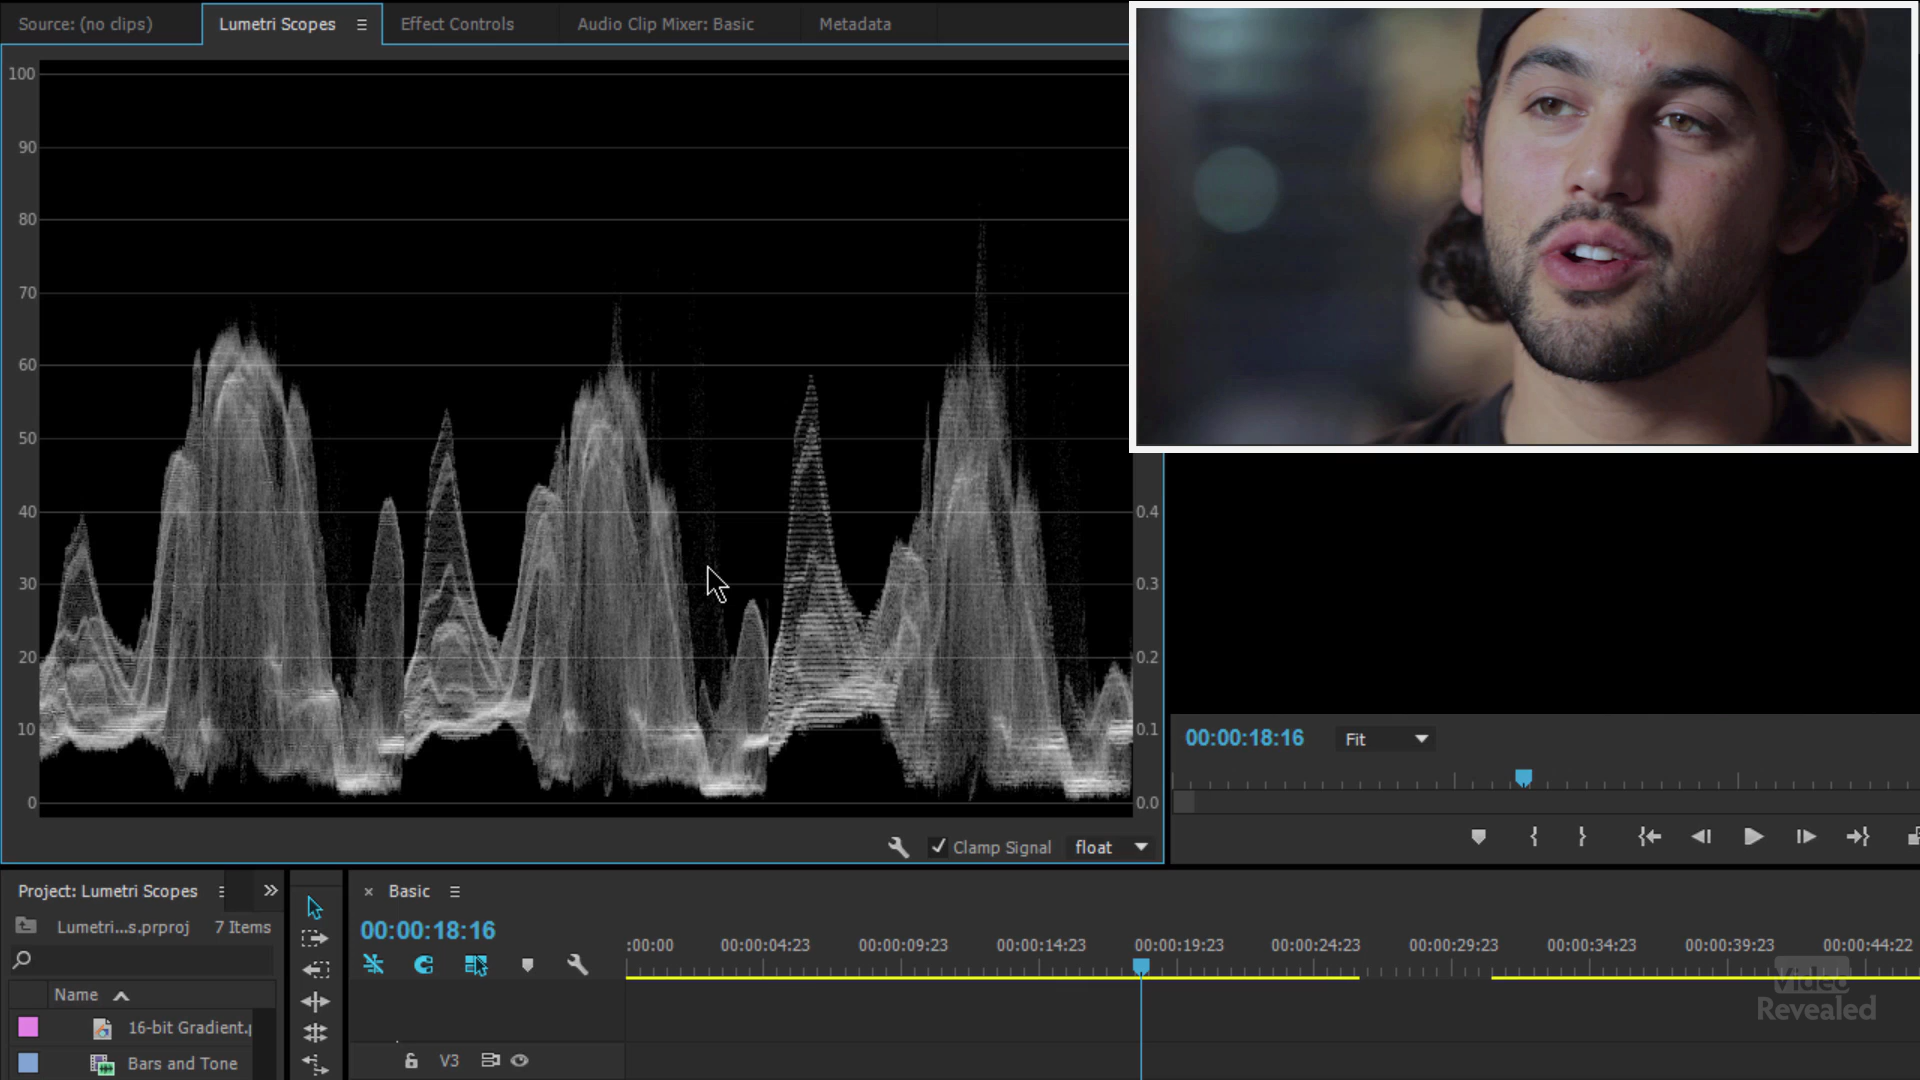 Source: (no clips)
Lumetri Scopes
Effect Controls
Audio Clip Mixer: Basic
Metadata
100
90
80
70
60
50
40
30
20
10
0
0.4
0.3
0.2
0.1
0.0
Clamp Signal
float
00:00:18:16
Fit
Project: Lumetri Scopes
Lumetri...s.prproj
7 Items
Name
16-bit Gradient.p
Bars and Tone
× Basic
00:00:18:16
:00:00
00:00:04:23
00:00:09:23
00:00:14:23
00:00:19:23
00:00:24:23
00:00:29:23
00:00:34:23
00:00:39:23
00:00:44:22
V3
Video
Revealed